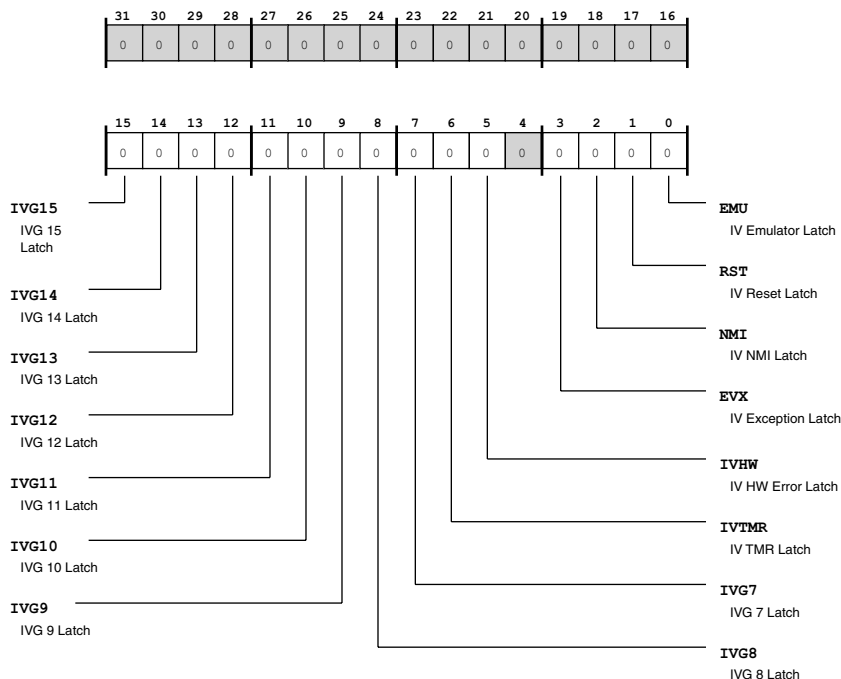 31 30 29 28 27 26 25 24 23 22 21 20 19 18 17 16
0 0 0 0 0 0 0 0 0 0 0 0 0 0 0 0
15 14 13 12 11 10 9 8 7 6 5 4 3 2 1 0
0 0 0 0 0 0 0 0 0 0 0 0 0 0 0 0
IVG15
IVG 15
Latch
IVG14
IVG 14 Latch
IVG13
IVG 13 Latch
IVG12
IVG 12 Latch
IVG11
IVG 11 Latch
IVG10
IVG 10 Latch
IVG9
IVG 9 Latch
EMU
IV Emulator Latch
RST
IV Reset Latch
NMI
IV NMI Latch
EVX
IV Exception Latch
IVHW
IV HW Error Latch
IVTMR
IV TMR Latch
IVG7
IVG 7 Latch
IVG8
IVG 8 Latch